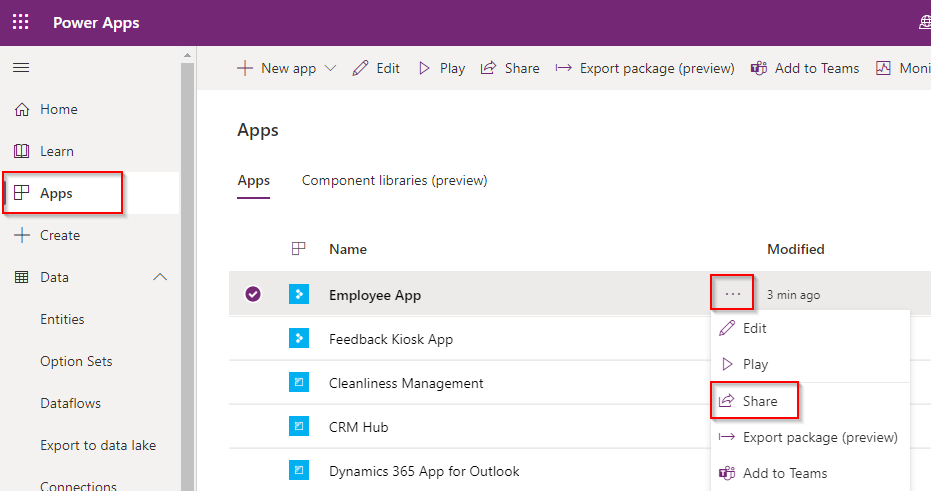 Power Apps
New app Edit Play Share Export package (preview) Add to Teams Moni
Home
Learn
Apps
Create
Data
Entities
Option Sets
Dataflows
Export to data lake
Connections
Apps
Apps Component libraries (preview)
Name Modified
Employee App ··· 3 min ago
Feedback Kiosk App
Cleanliness Management
CRM Hub
Dynamics 365 App for Outlook
Edit
Play
Share
Export package (preview)
Add to Teams